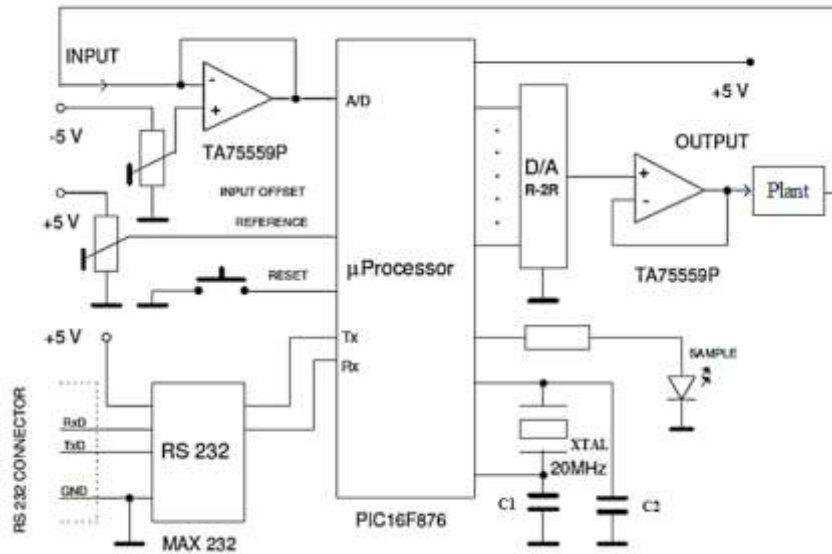 INPUT
-
+
A/D
TA75559P
-5 V
+5 V
INPUT OFFSET
REFERENCE
RESET
µProcessor
+5 V
D/A
R-2R
OUTPUT
+
-
TA75559P
Plant
+5 V
Tx
Rx
RS 232 CONNECTOR
RxD
TxD
GND
RS 232
MAX 232
PIC16F876
SAMPLE
XTAL
20MHz
C1
C2